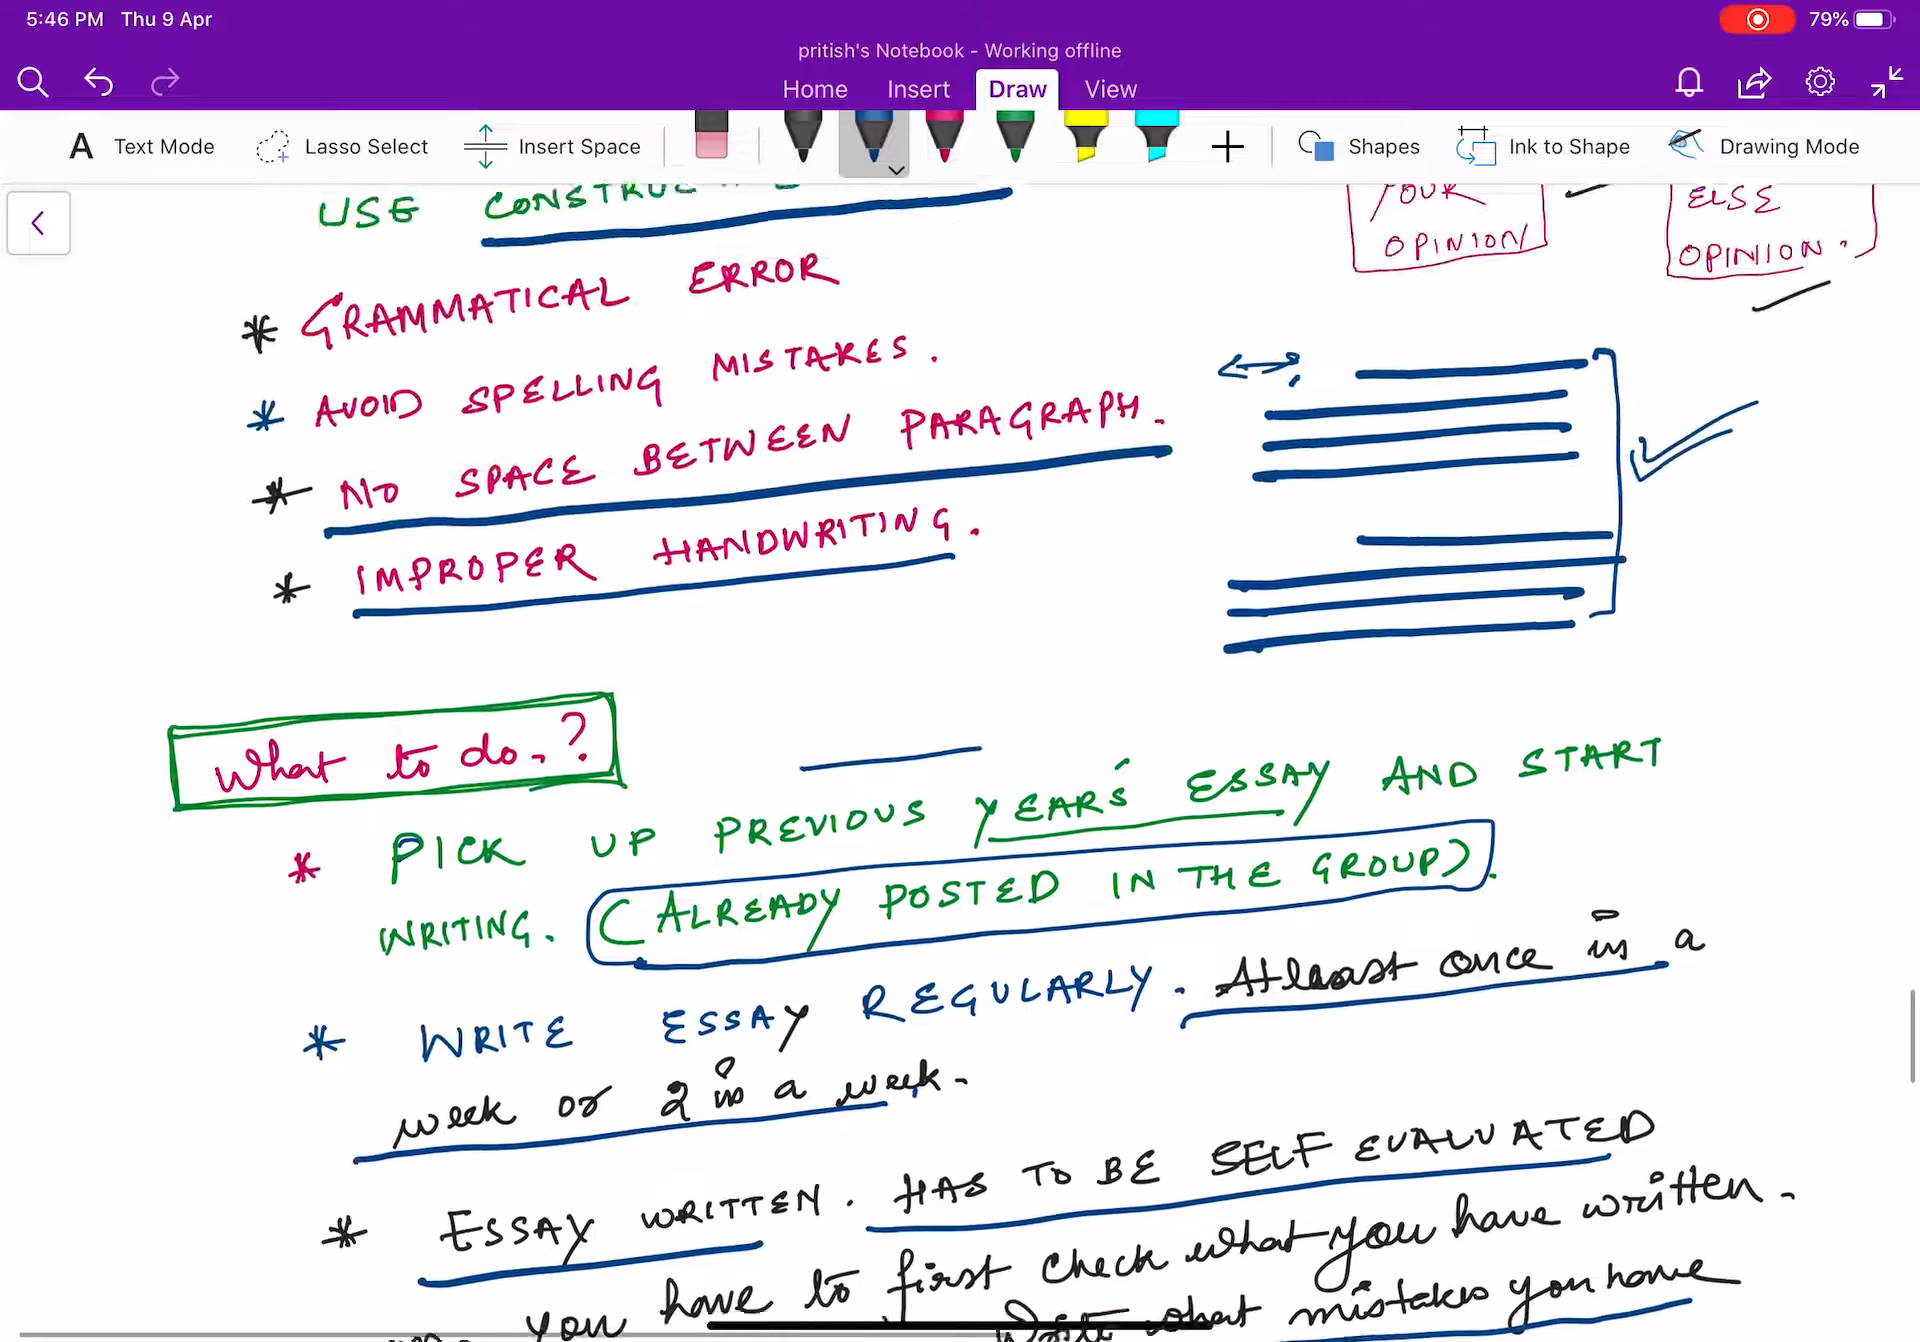 5:46 PM Thu 9 Apr
79%
pritish's Notebook - Working offline
Home Insert Draw View
A Text Mode Lasso Select Insert Space Shapes Ink to Shape Drawing Mode
USE
YOUR
OPINION
ELSE
OPINION.
* GRAMMATICAL ERROR
* AVOID SPELLING MISTAKES.
* NO SPACE BETWEEN PARAGRAPH.
* IMPROPER HANDWRITING.
What to do.?
* PICK UP PREVIOUS YEAR'S ESSAY AND START
WRITING. (ALREADY POSTED IN THE GROUP).
* WRITE ESSAY REGULARLY. Atleast once in a
week or 2 in a week.
* ESSAY WRITTEN. HAS TO BE SELF EVALUATED
you have to first check what you have written.
what mistakes you have